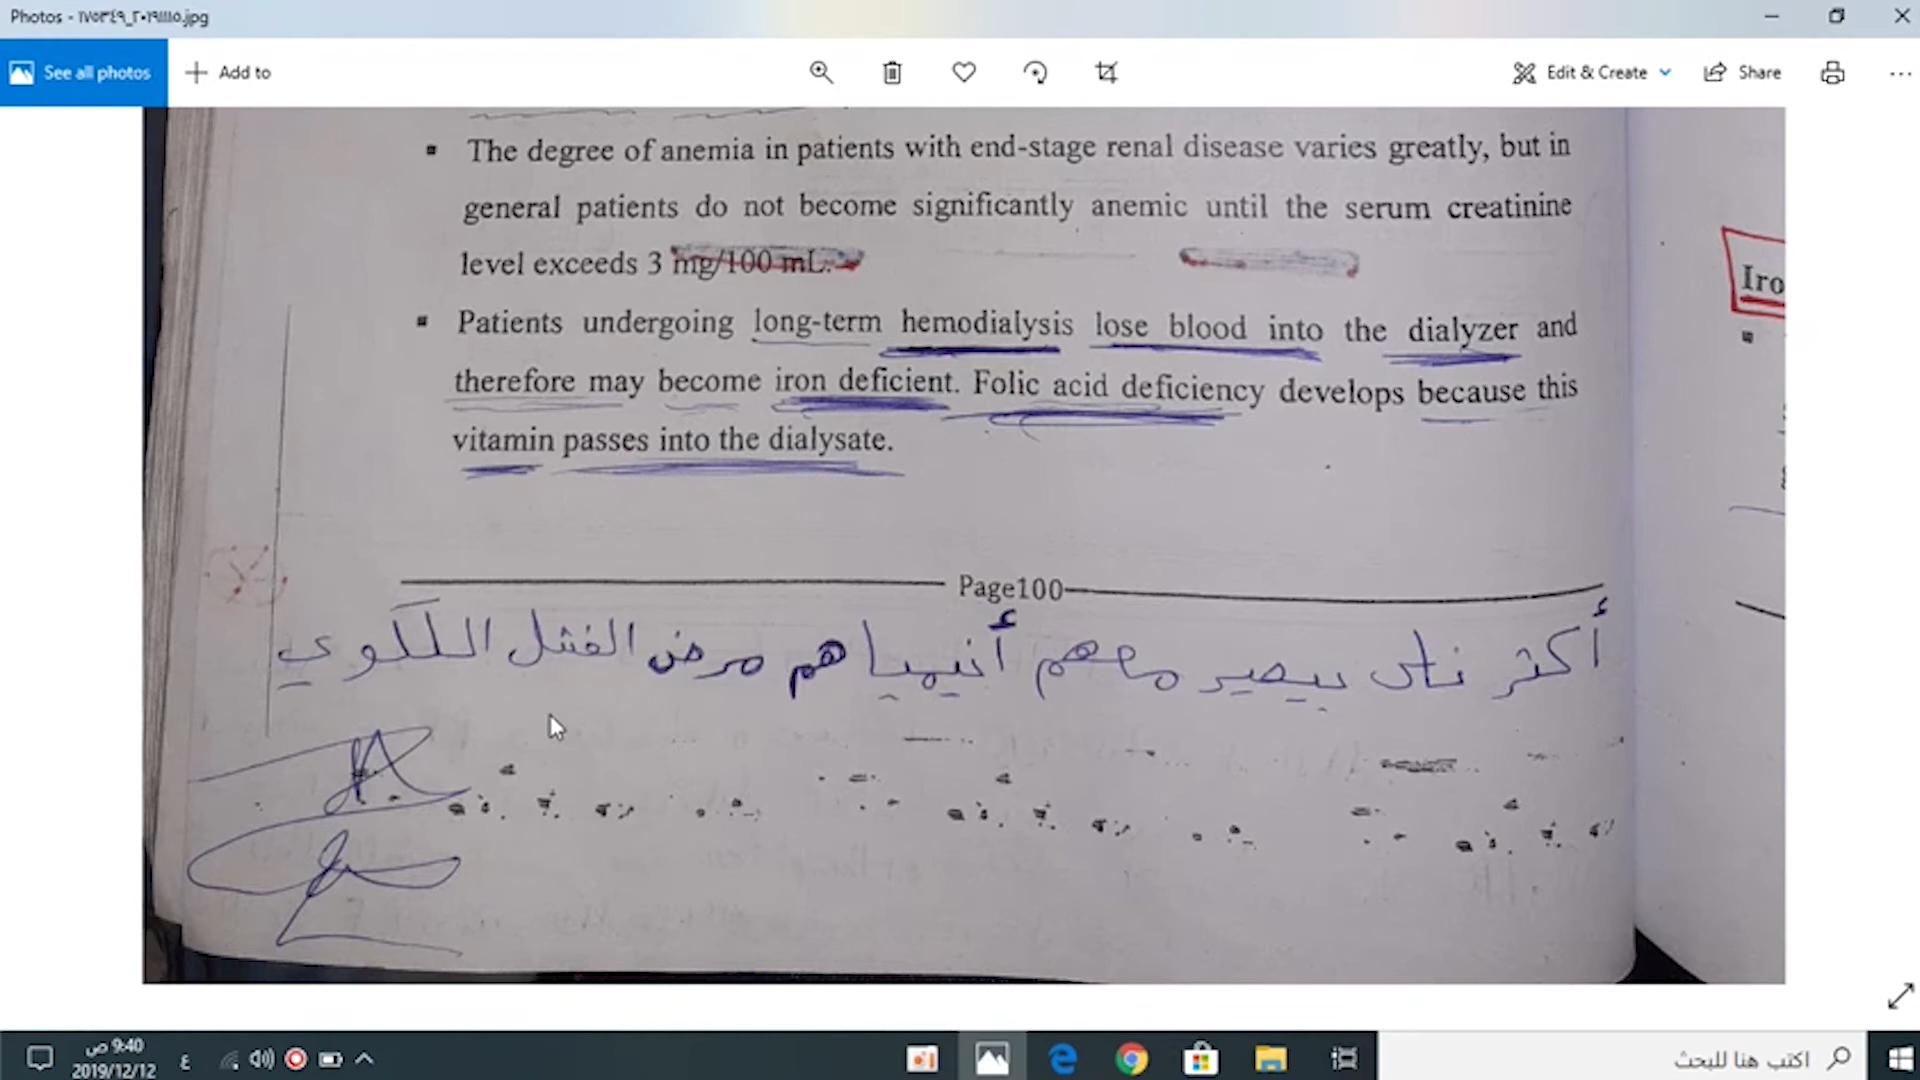 Photos - ٢٠١٩١١١٥_١٧٥٣٤٩.jpg
See all photos
Add to
Edit & Create
Share
The degree of anemia in patients with end-stage renal disease varies greatly, but in
general patients do not become significantly anemic until the serum creatinine
level exceeds 3 mg/100 mL.
Iro
Patients undergoing long-term hemodialysis lose blood into the dialyzer and
therefore may become iron deficient. Folic acid deficiency develops because this
vitamin passes into the dialysate.
Page100
أكثر ناس بيصير معهم أنيميا هم مرض الفشل الكلوي
9:40 ص
2019/12/12
ع
اكتب هنا للبحث